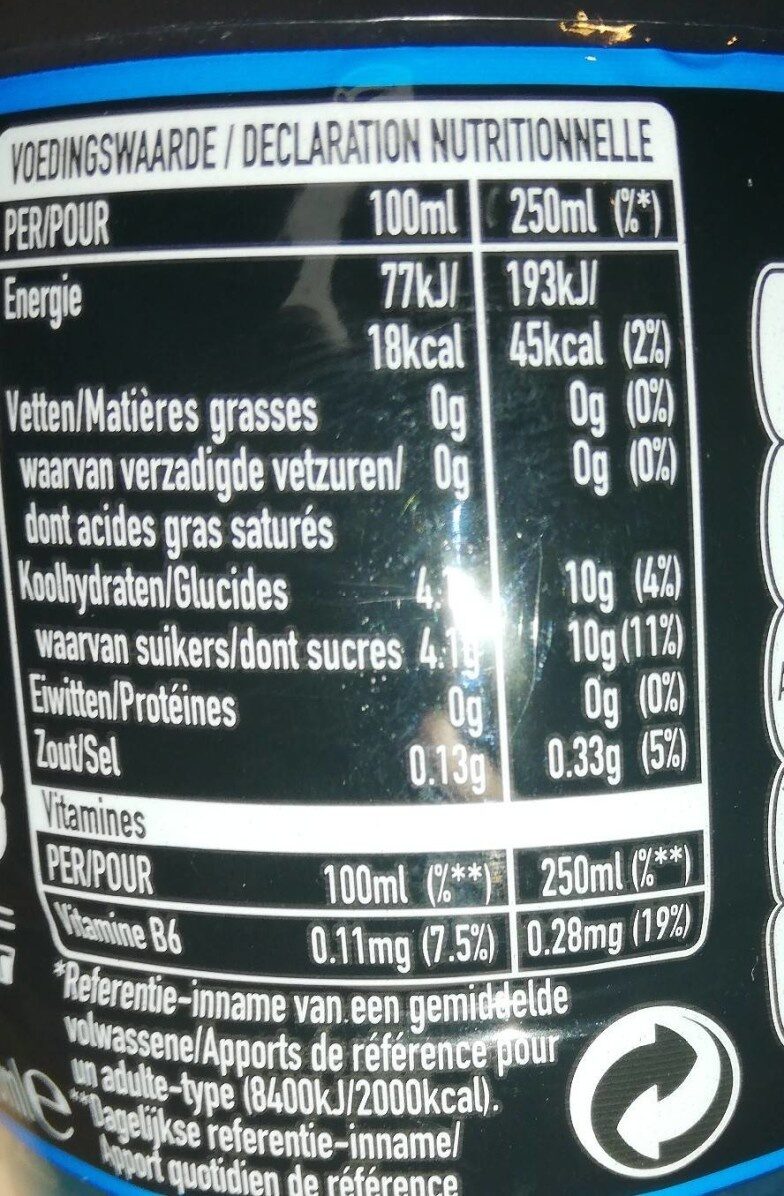 VOEDINGSWAARDE / DECLARATION NUTRITIONNELLE
PER/POUR 100ml 250ml (%*)
Energie 77kJ/ 193kJ/
18kcal 45kcal (2%)
Vetten/Matières grasses 0g 0g (0%)
waarvan verzadigde vetzuren/ 0g 0g (0%)
dont acides gras saturés
Koolhydraten/Glucides 10g (4%)
waarvan suikers/dont sucres 4.1g 10g (11%)
Eiwitten/Protéines 0g 0g (0%)
Zout/Sel 0.13g 0.33g (5%)
Vitamines
PER/POUR 100ml (%**) 250ml (%**)
Vitamine B6 0.11mg (7.5%) 0.28mg (19%)
*Referentie-inname van een gemiddelde
volwassene/Apports de référence pour
un adulte-type (8400kJ/2000kcal).
**Dagelijkse referentie-inname/
Apport quotidien de référence